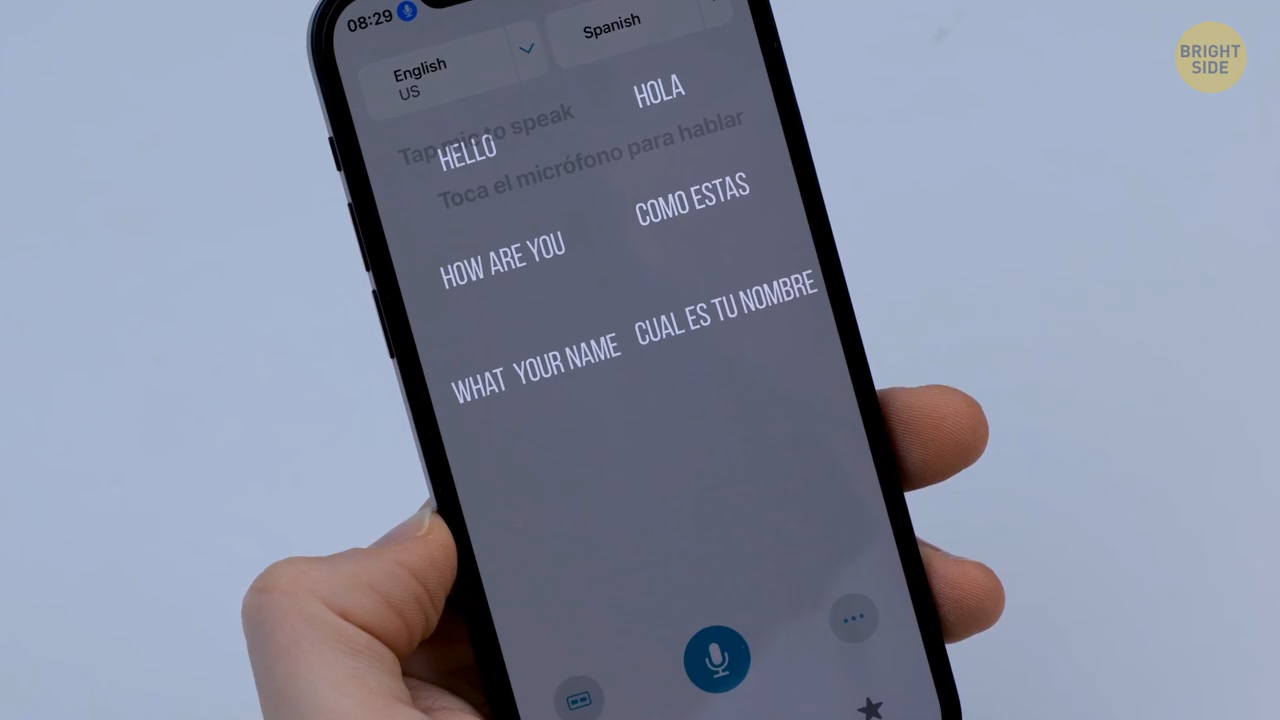 08:29
English
US
Spanish
Tap mic to speak
Toca el micrófono para hablar
HELLO
HOLA
HOW ARE YOU
COMO ESTAS
WHAT YOUR NAME
CUAL ES TU NOMBRE
BRIGHT
SIDE